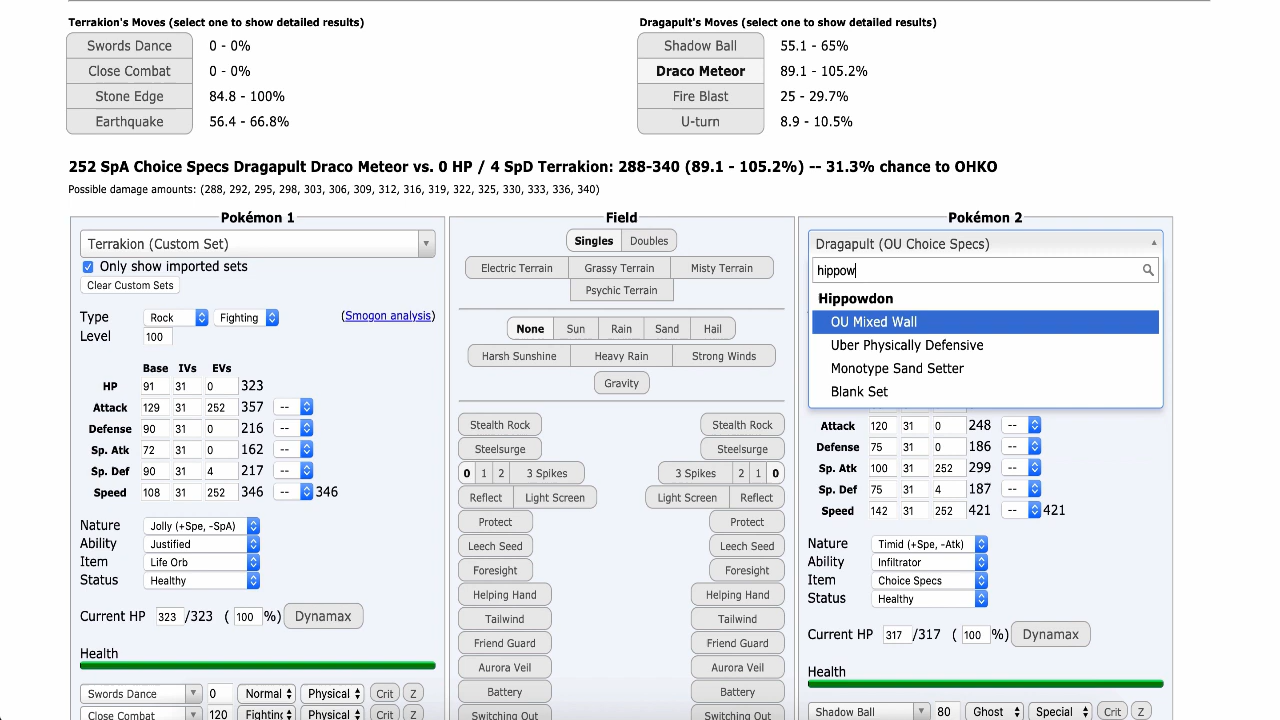 Terrakion's Moves (select one to show detailed results)
Swords Dance 0 - 0%
Close Combat 0 - 0%
Stone Edge 84.8 - 100%
Earthquake 56.4 - 66.8%
Dragapult's Moves (select one to show detailed results)
Shadow Ball 55.1 - 65%
Draco Meteor 89.1 - 105.2%
Fire Blast 25 - 29.7%
U-turn 8.9 - 10.5%
252 SpA Choice Specs Dragapult Draco Meteor vs. 0 HP / 4 SpD Terrakion: 288-340 (89.1 - 105.2%) -- 31.3% chance to OHKO
Possible damage amounts: (288, 292, 295, 298, 303, 306, 309, 312, 316, 319, 322, 325, 330, 333, 336, 340)
Pokémon 1
Terrakion (Custom Set)
Only show imported sets
Clear Custom Sets
Type Rock Fighting (Smogon analysis)
Level 100
Base IVs EVs
HP 91 31 0 323
Attack 129 31 252 357 --
Defense 90 31 0 216 --
Sp. Atk 72 31 0 162 --
Sp. Def 90 31 4 217 --
Speed 108 31 252 346 -- 346
Nature Jolly (+Spe, -SpA)
Ability Justified
Item Life Orb
Status Healthy
Current HP 323 /323 ( 100 %) Dynamax
Health
Swords Dance 0 Normal Physical Crit Z
Close Combat 120 Fighting Physical Crit Z
Field
Singles Doubles
Electric Terrain Grassy Terrain Misty Terrain
Psychic Terrain
None Sun Rain Sand Hail
Harsh Sunshine Heavy Rain Strong Winds
Gravity
Stealth Rock Stealth Rock
Steelsurge Steelsurge
0 1 2 3 Spikes 3 Spikes 2 1 0
Reflect Light Screen Light Screen Reflect
Protect Protect
Leech Seed Leech Seed
Foresight Foresight
Helping Hand Helping Hand
Tailwind Tailwind
Friend Guard Friend Guard
Aurora Veil Aurora Veil
Battery Battery
Switching Out Switching Out
Pokémon 2
Dragapult (OU Choice Specs)
hippow
Hippowdon
OU Mixed Wall
Uber Physically Defensive
Monotype Sand Setter
Blank Set
Attack 120 31 0 248 --
Defense 75 31 0 186 --
Sp. Atk 100 31 252 299 --
Sp. Def 75 31 4 187 --
Speed 142 31 252 421 -- 421
Nature Timid (+Spe, -Atk)
Ability Infiltrator
Item Choice Specs
Status Healthy
Current HP 317 /317 ( 100 %) Dynamax
Health
Shadow Ball 80 Ghost Special Crit Z